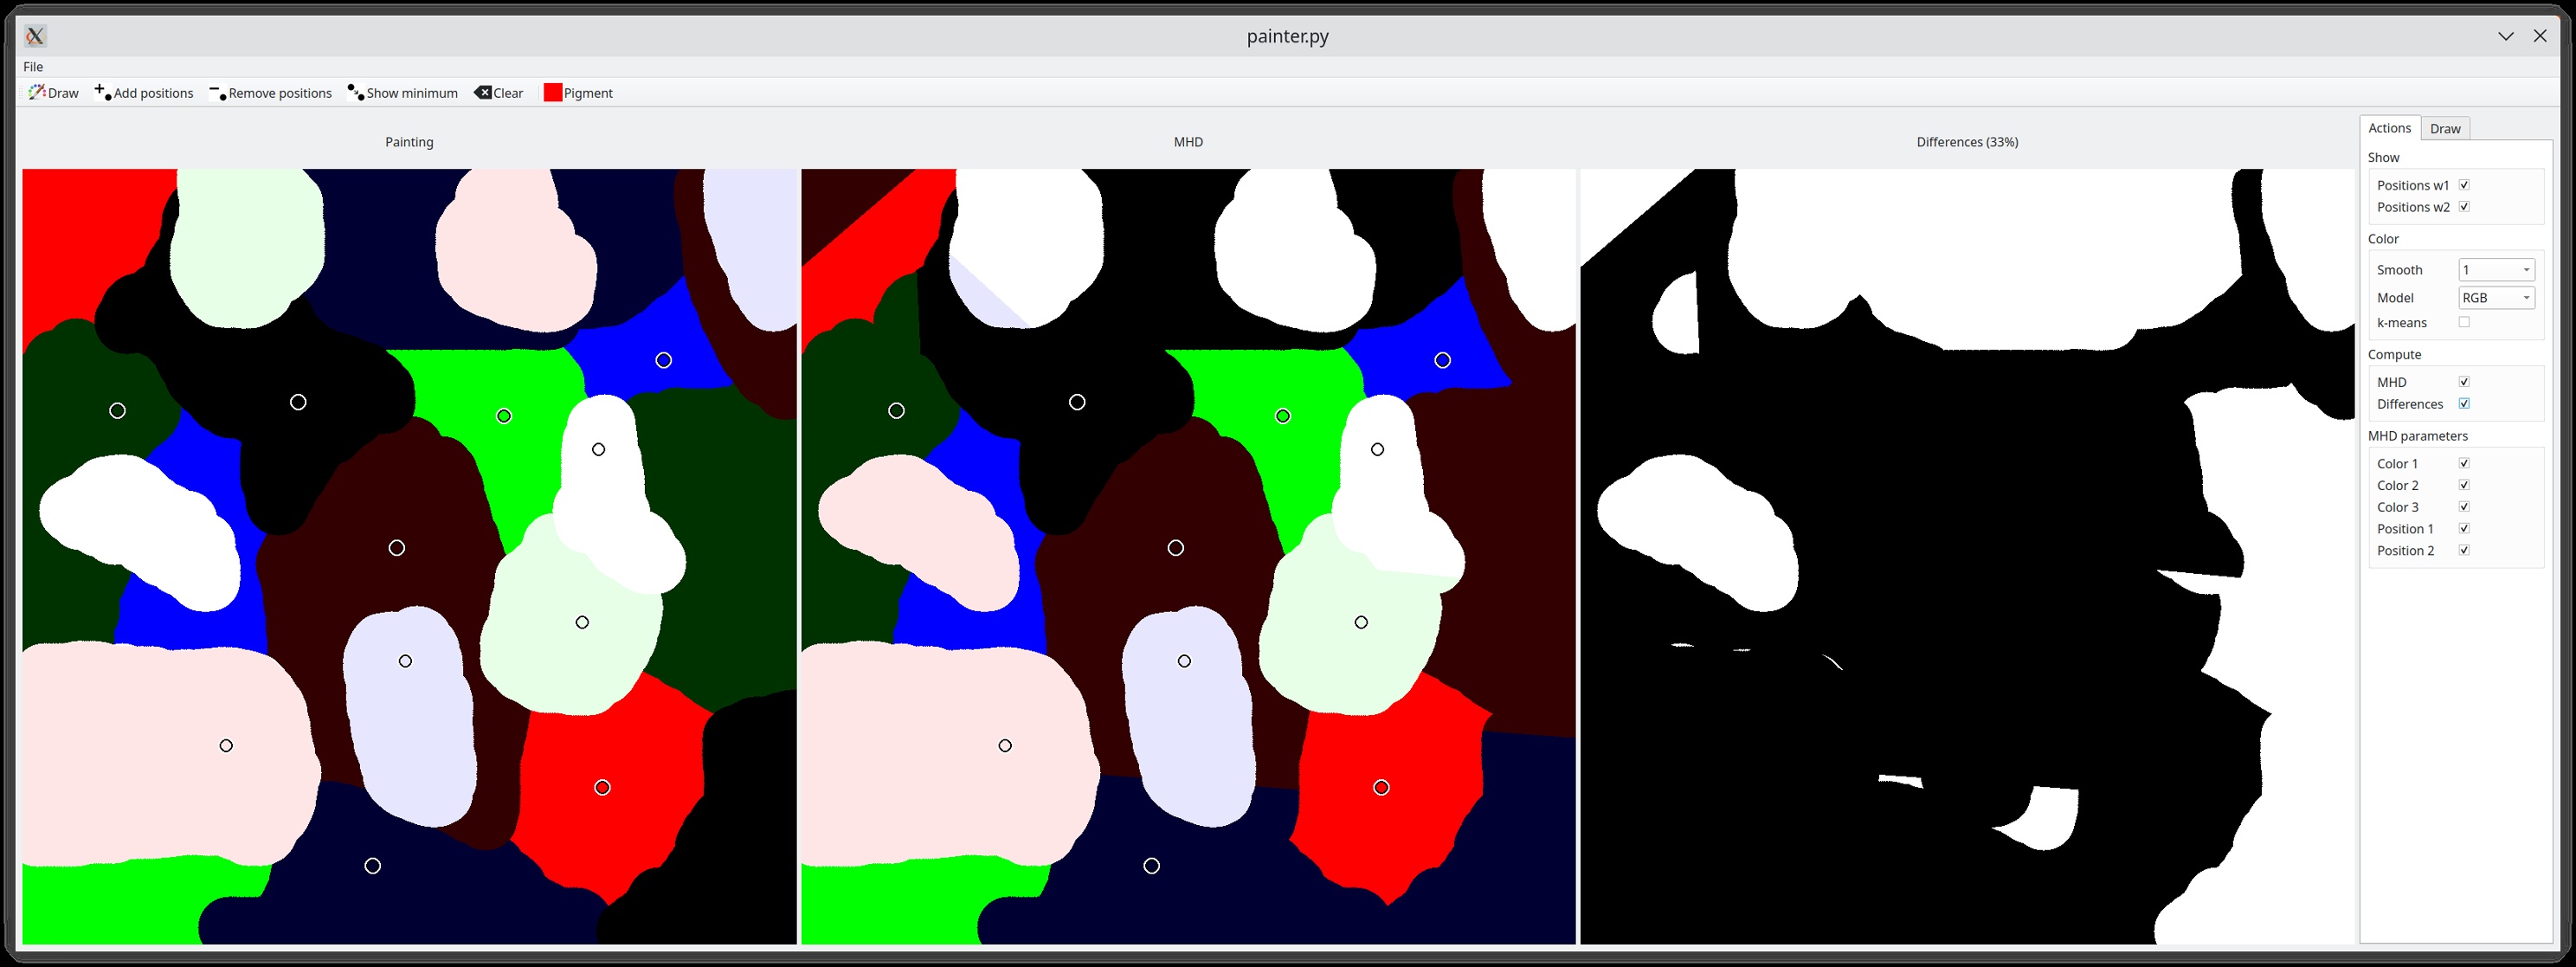 painter.py
File
Draw Add positions Remove positions Show minimum Clear Pigment
Painting MHD Differences (33%)
Actions Draw
Show
Positions w1
Positions w2
Color
Smooth 1
Model RGB
k-means
Compute
MHD
Differences
MHD parameters
Color 1
Color 2
Color 3
Position 1
Position 2